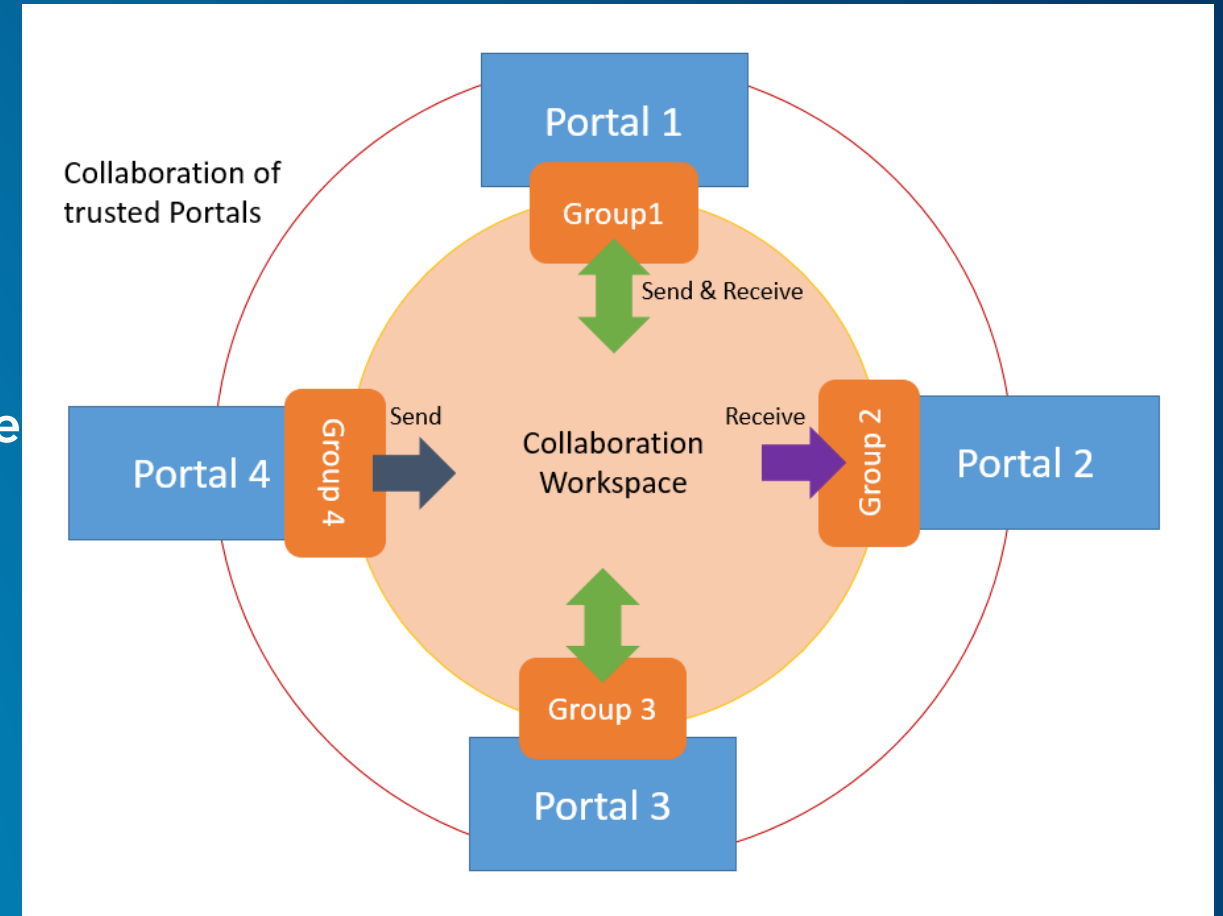 Portal 1
Collaboration of
trusted Portals
Group1
Send & Receive
e
Send
Receive
Portal 4
Group 4
Collaboration
Workspace
Group 2
Portal 2
Group 3
Portal 3